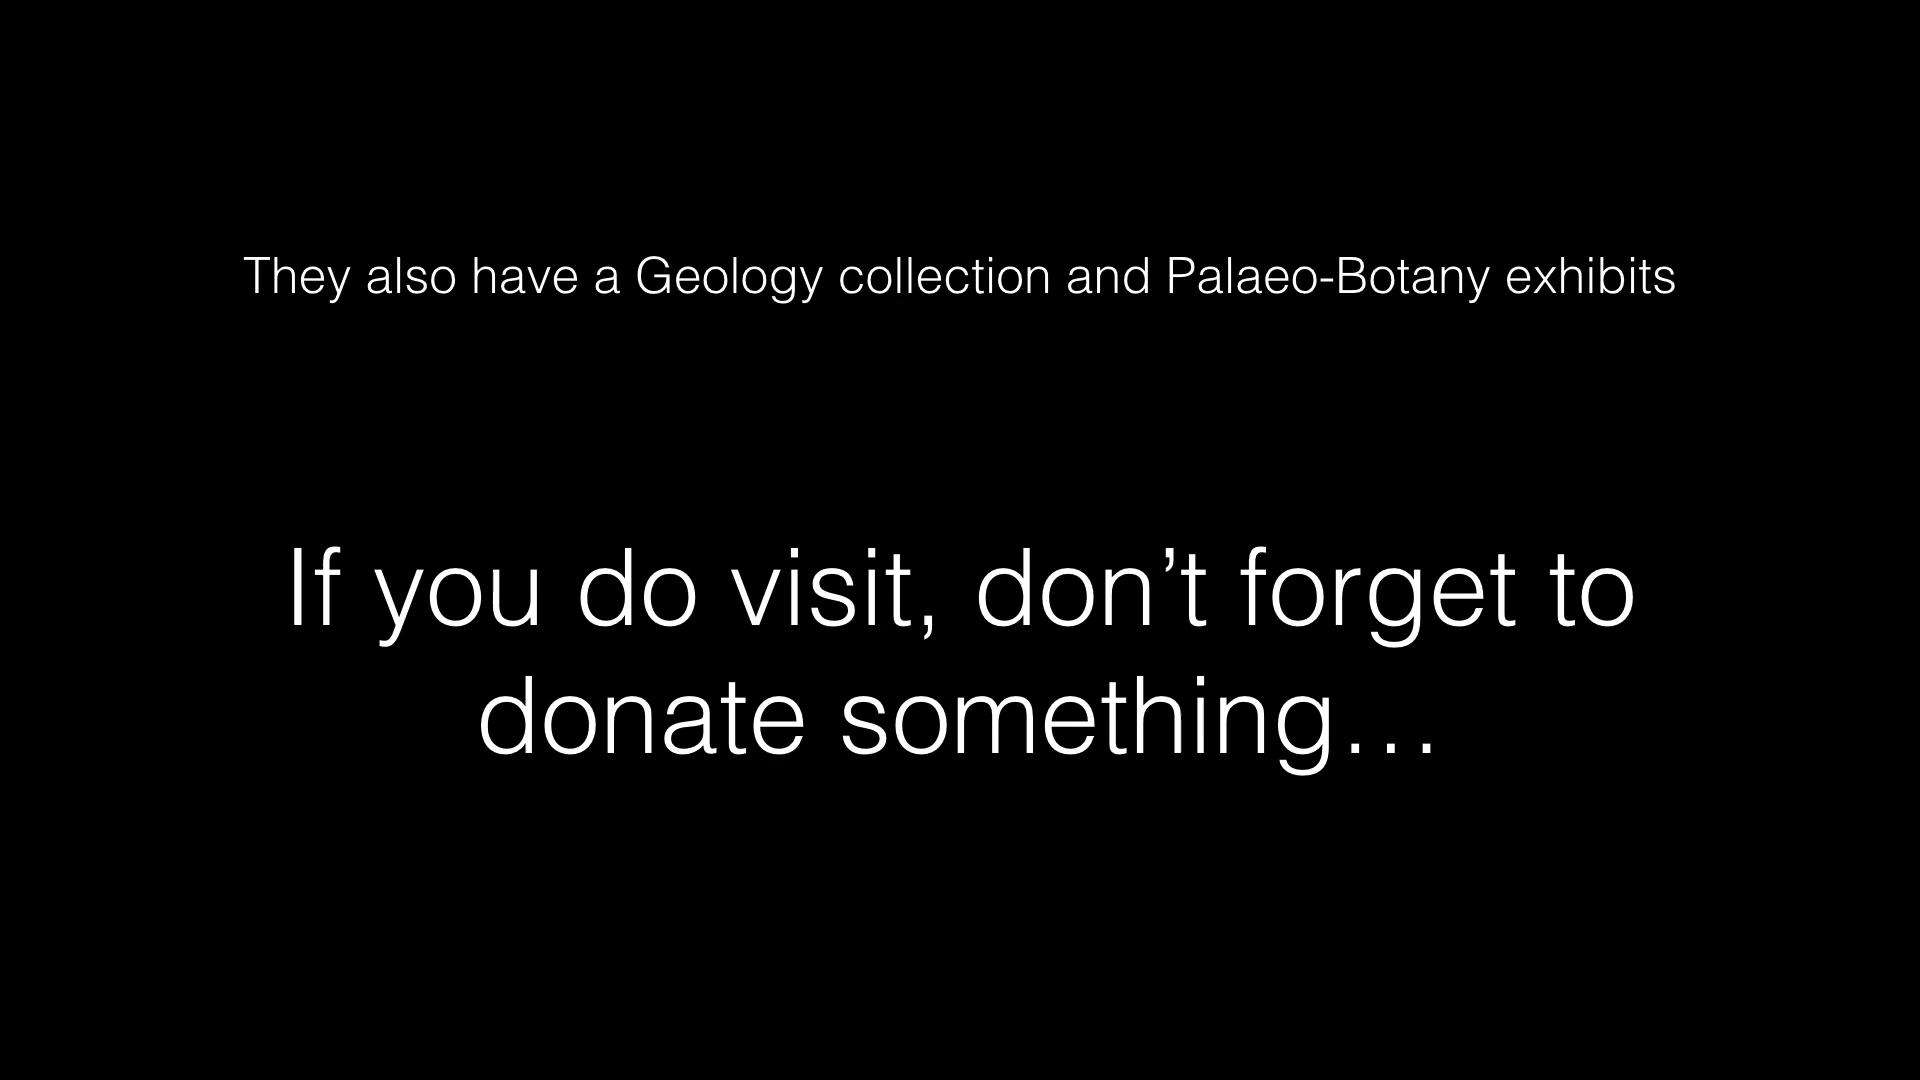 They also have a Geology collection and Palaeo-Botany exhibits
If you do visit, don’t forget to
donate something…